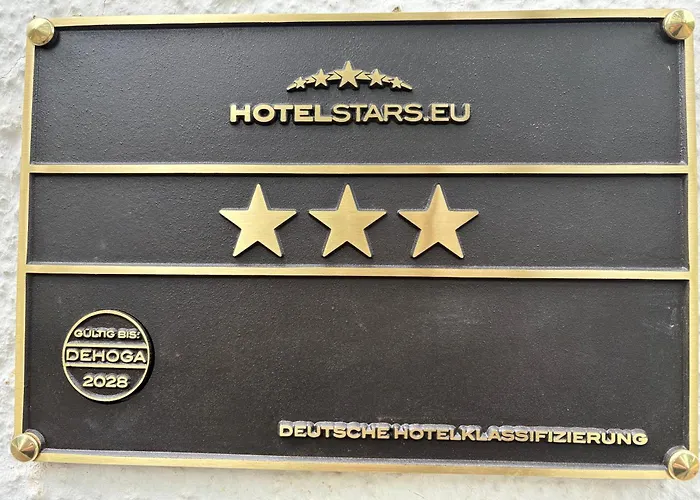 HOTELSTARS.EU
GÜLTIG BIS:
DEHOGA
2028
DEUTSCHE HOTELKLASSIFIZIERUNG